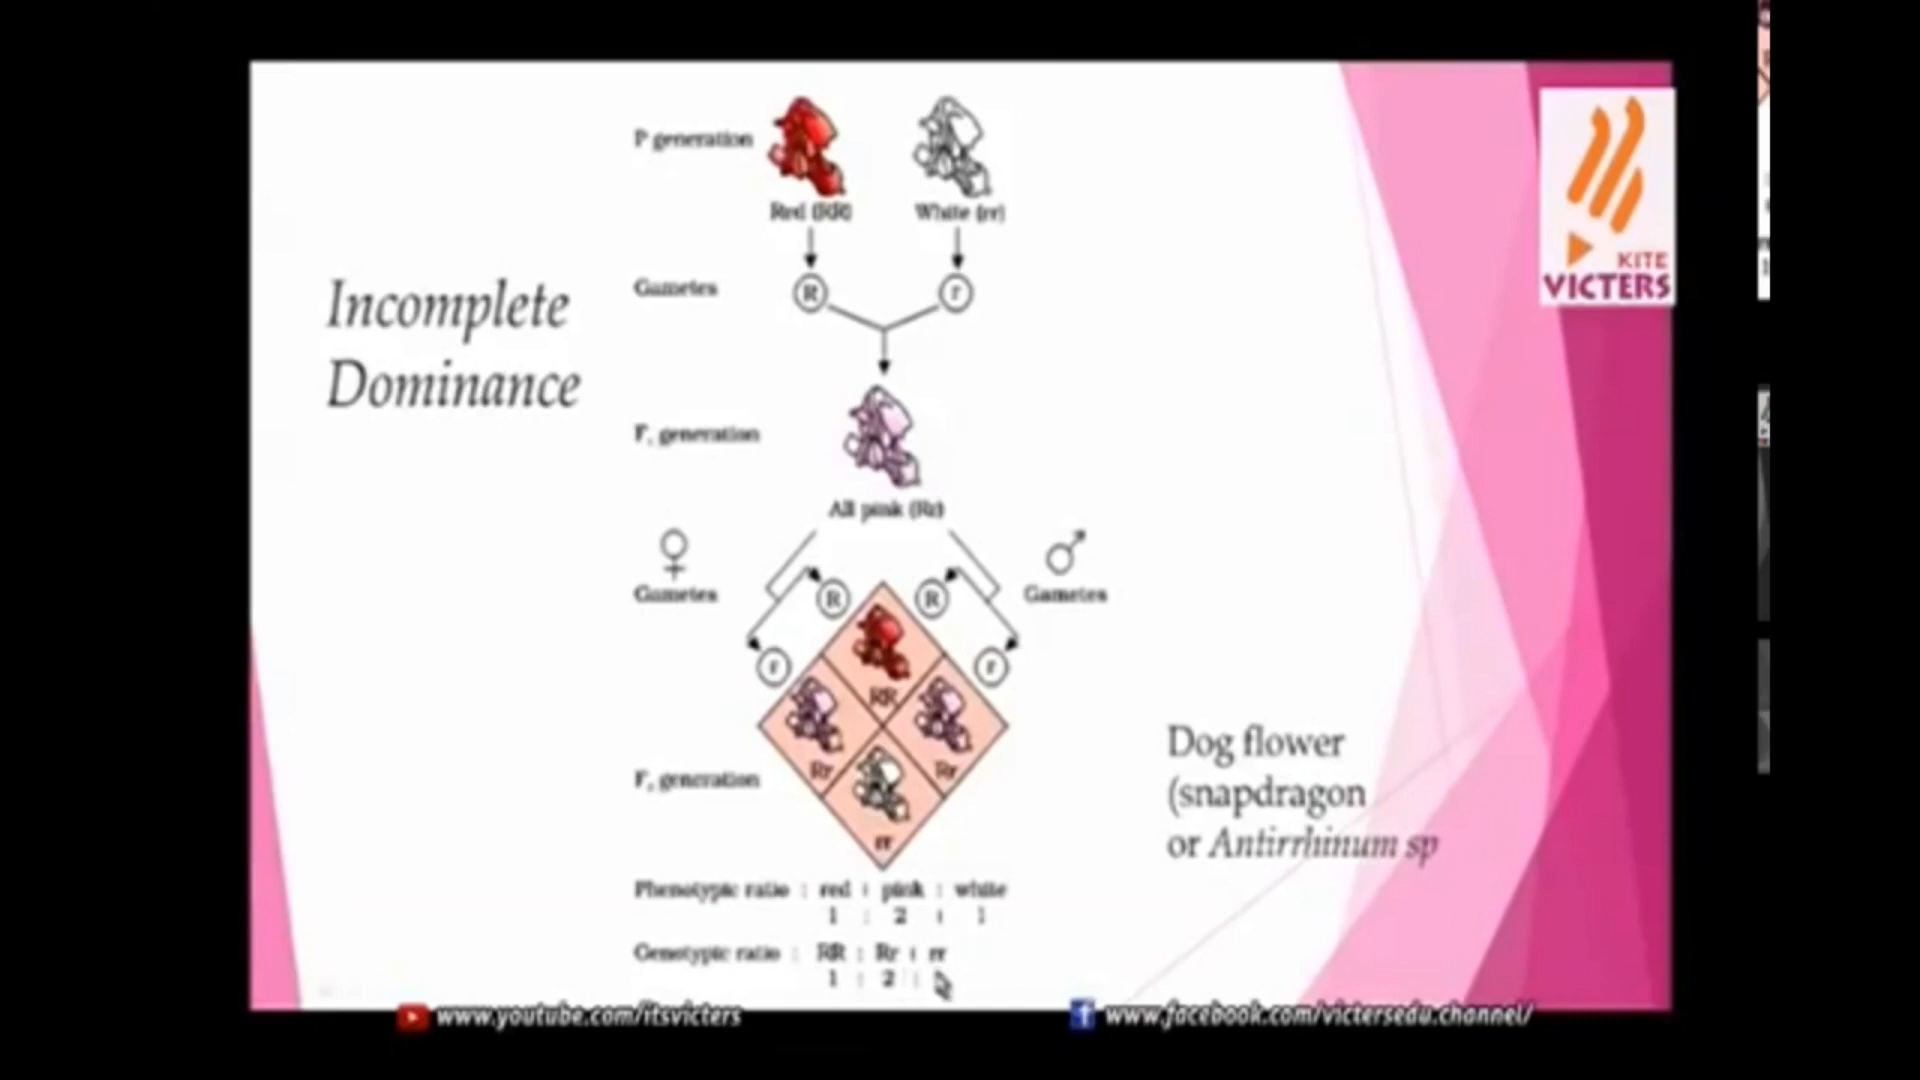 P generation
Red (RR) White (rr)
Gametes R r
Incomplete
Dominance
F₁ generation
All pink (Rr)
Gametes R R Gametes
r r
RR
Rr Rr
F₂ generation
rr
Dog flower
(snapdragon
or Antirrhinum sp
Phenotypic ratio : red : pink : white
1 : 2 : 1
Genotypic ratio : RR : Rr : rr
1 : 2 :
KITE
VICTERS
www.youtube.com/itsvicters
www.facebook.com/victersedu.channel/